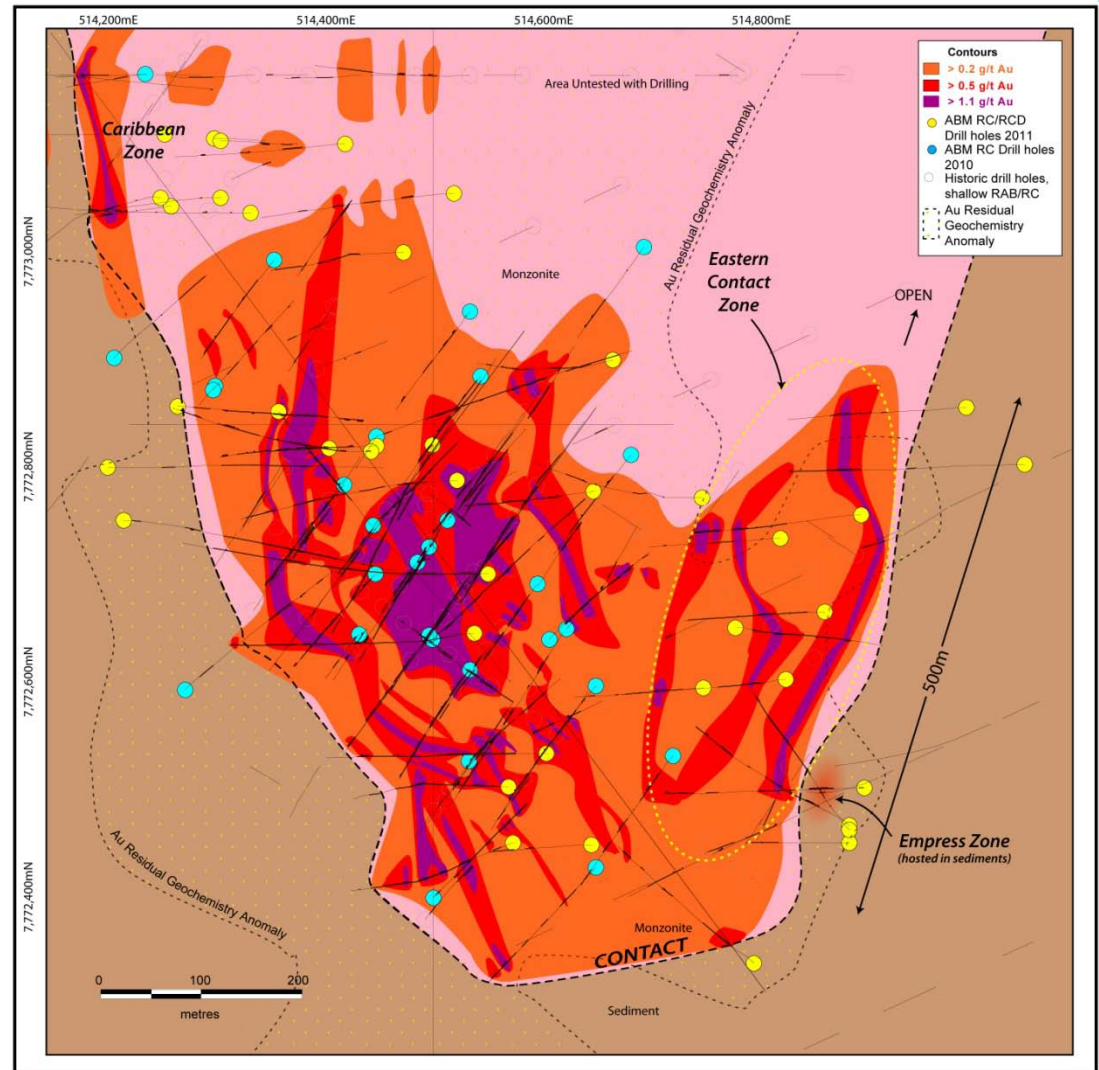 514,200mE
514,400mE
514,600mE
514,800mE
Contours
> 0.2 g/t Au
> 0.5 g/t Au
> 1.1 g/t Au
ABM RC/RCD
Drill holes 2011
ABM RC Drill holes
2010
Historic drill holes,
shallow RAB/RC
Au Residual
Geochemistry
Anomaly
Area Untested with Drilling
Caribbean
Zone
Au Residual Geochemistry Anomaly
7,773,000mN
Monzonite
Eastern
Contact
Zone
OPEN
7,772,800mN
7,772,600mN
500m
Empress Zone
(hosted in sediments)
Au Residual Geochemistry Anomaly
7,772,400mN
Monzonite
CONTACT
0
100
200
metres
Sediment